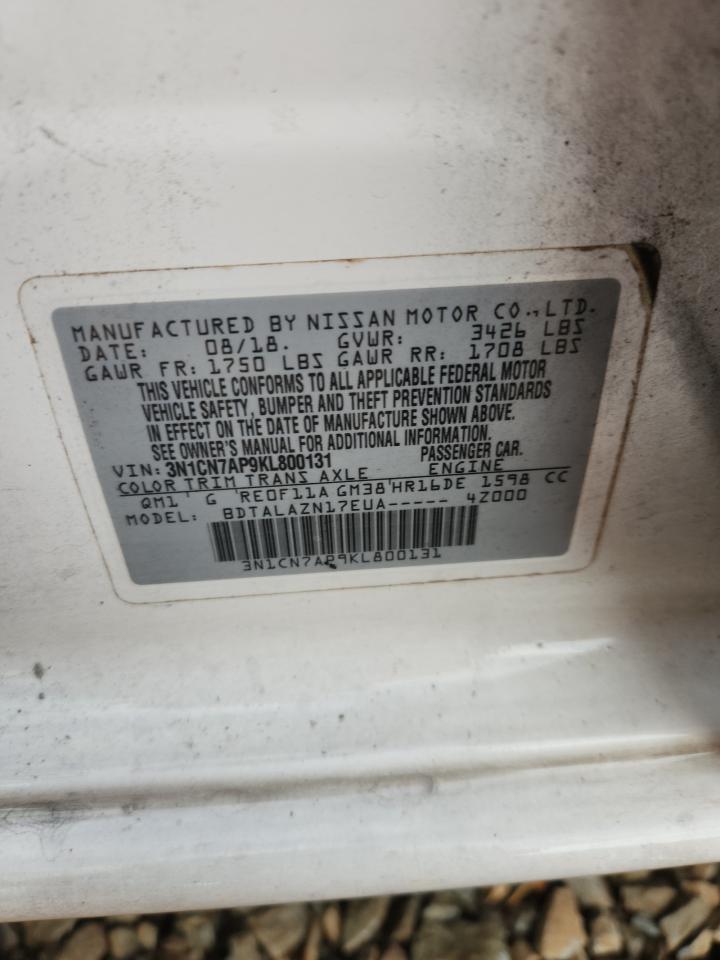 MANUFACTURED BY NISSAN MOTOR CO.,LTD.
DATE: 08/18. GVWR: 3426 LBS
GAWR FR: 1750 LBS GAWR RR: 1708 LBS
THIS VEHICLE CONFORMS TO ALL APPLICABLE FEDERAL MOTOR
VEHICLE SAFETY, BUMPER AND THEFT PREVENTION STANDARDS
IN EFFECT ON THE DATE OF MANUFACTURE SHOWN ABOVE.
SEE OWNER'S MANUAL FOR ADDITIONAL INFORMATION.
VIN: 3N1CN7AP9KL800131 PASSENGER CAR.
COLOR TRIM TRANS AXLE ENGINE
QM1' G 'RE0F11A GM38'HR16DE 1598 CC
MODEL: BDTALAZN17EUA----- 4Z000
3N1CN7AP9KL800131